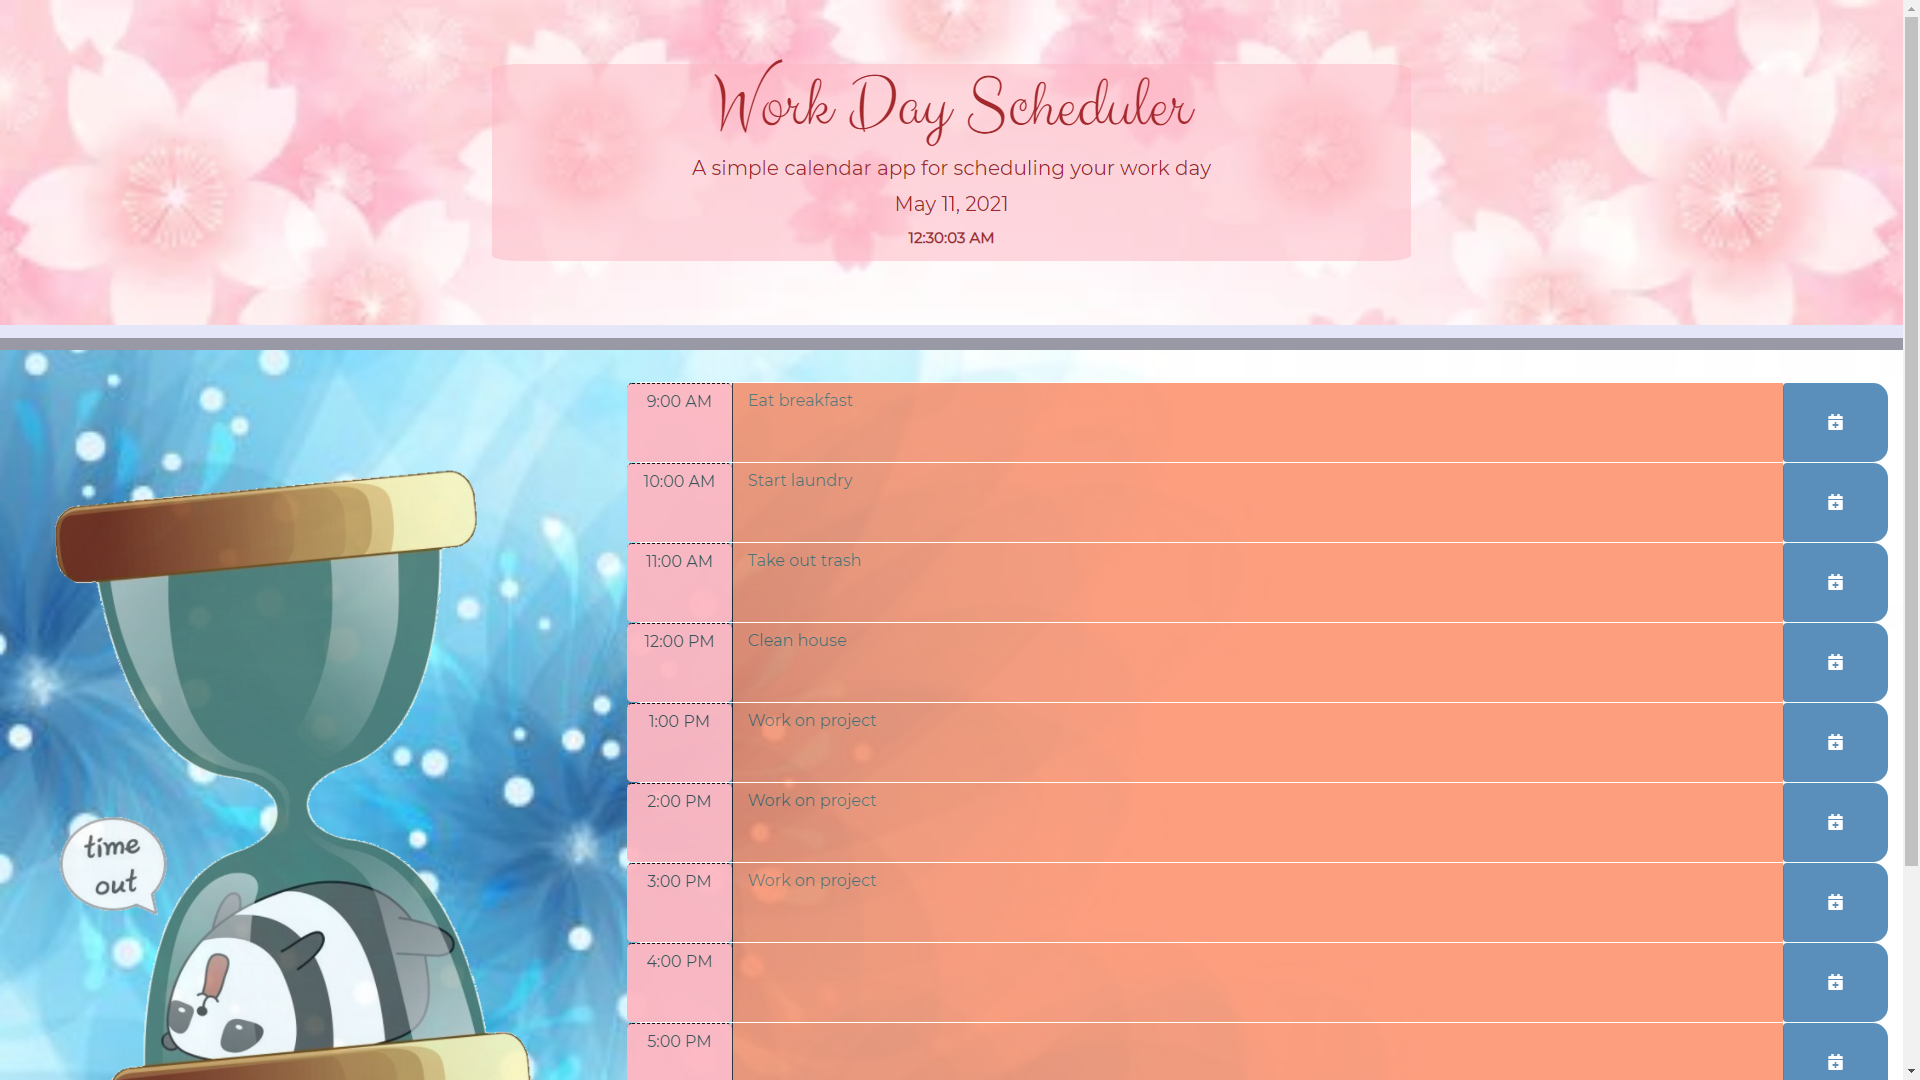 Work Day Scheduler
A simple calendar app for scheduling your work day
May 11, 2021
12:30:03 AM
9:00 AM Eat breakfast
10:00 AM Start laundry
11:00 AM Take out trash
12:00 PM Clean house
1:00 PM Work on project
2:00 PM Work on project
3:00 PM Work on project
4:00 PM
5:00 PM
time
out